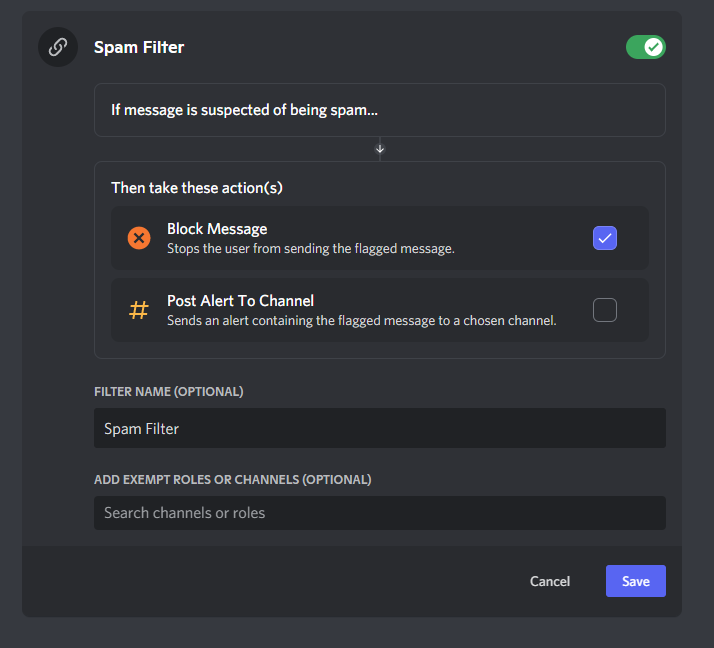 Spam Filter
If message is suspected of being spam...
Then take these action(s)
Block Message
Stops the user from sending the flagged message.
Post Alert To Channel
Sends an alert containing the flagged message to a chosen channel.
FILTER NAME (OPTIONAL)
Spam Filter
ADD EXEMPT ROLES OR CHANNELS (OPTIONAL)
Search channels or roles
Cancel
Save